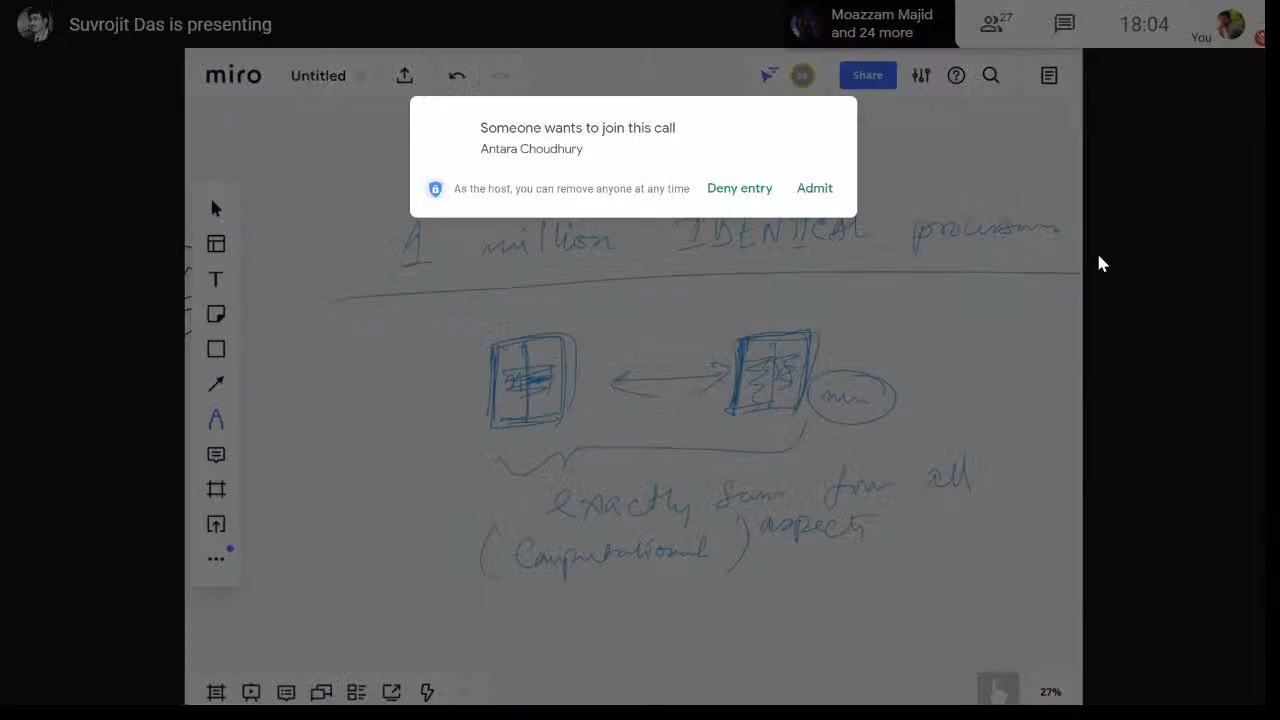 Suvrojit Das is presenting
Moazzam Majid
and 24 more
27
18:04
You
miro
Untitled
Share
Someone wants to join this call
Antara Choudhury
As the host, you can remove anyone at any time
Deny entry
Admit
A million IDENTICAL processors
exactly same from all
aspects
(Computational)
27%